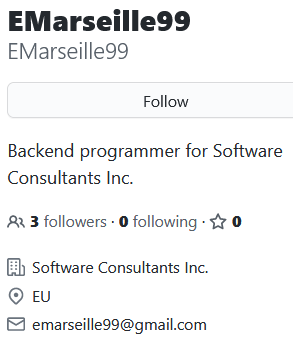 EMarseille99
EMarseille99
Follow
Backend programmer for Software
Consultants Inc.
3 followers · 0 following · 0
Software Consultants Inc.
EU
emarseille99@gmail.com